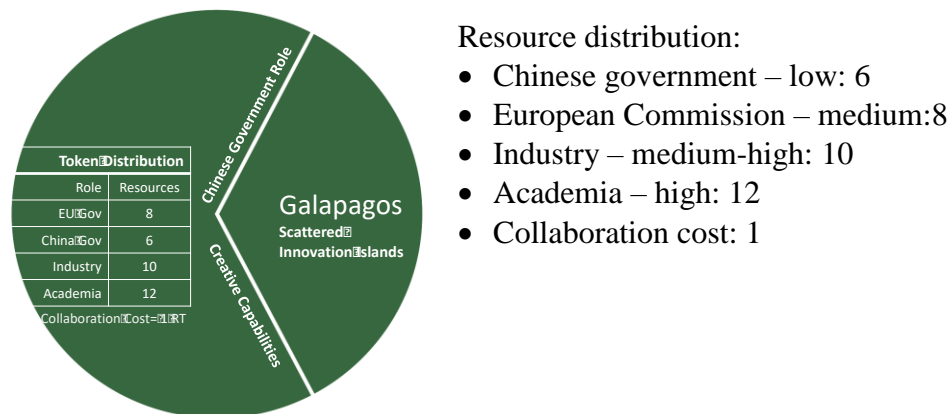 Chinese Government Role
Token Distribution
Role Resources
EU Gov 8
China Gov 6
Industry 10
Academia 12
Collaboration Cost= 1 RT
Galapagos
Scattered
Innovation Islands
Creative Capabilities
Resource distribution:
• Chinese government – low: 6
• European Commission – medium:8
• Industry – medium-high: 10
• Academia – high: 12
• Collaboration cost: 1